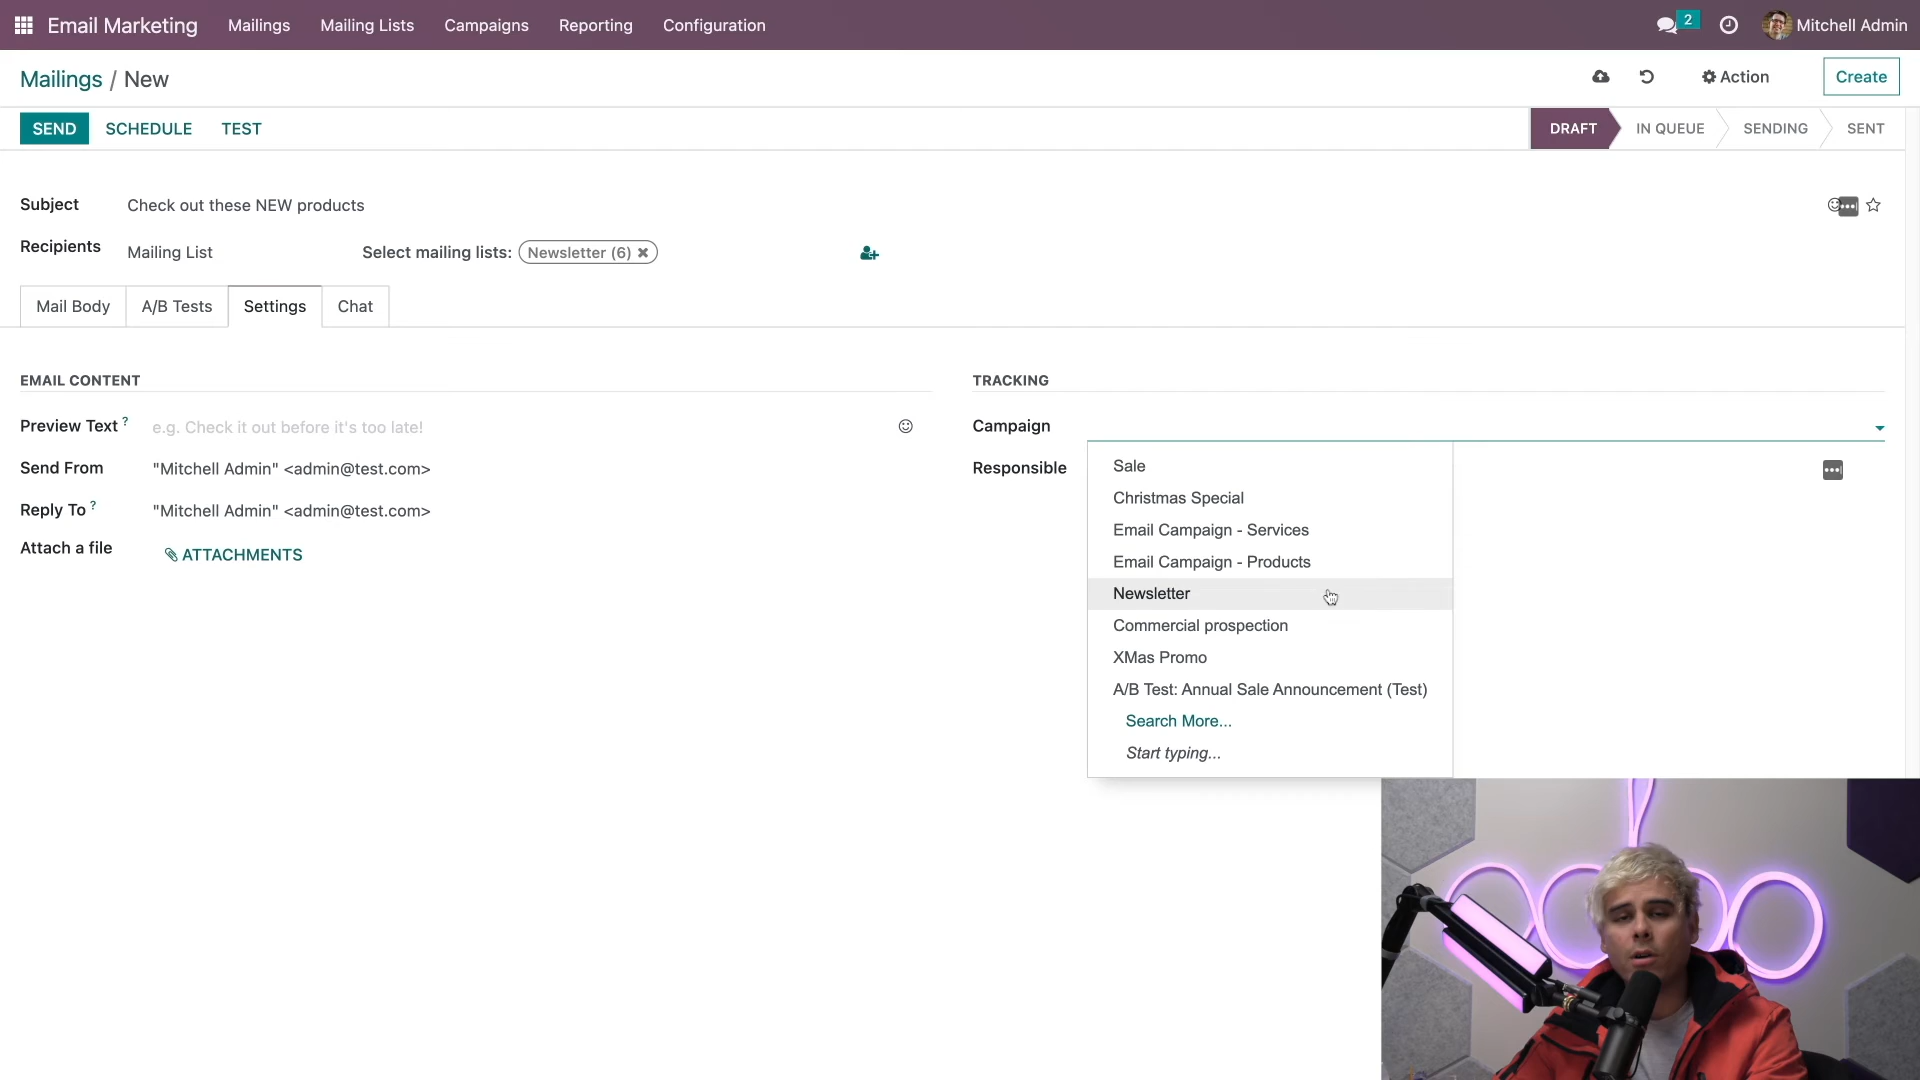 Email Marketing Mailings Mailing Lists Campaigns Reporting Configuration 2 Mitchell Admin
Mailings / New Action Create
SEND SCHEDULE TEST DRAFT IN QUEUE SENDING SENT
Subject Check out these NEW products
Recipients Mailing List Select mailing lists: Newsletter (6)
Mail Body A/B Tests Settings Chat
EMAIL CONTENT
Preview Text ? e.g. Check it out before it's too late!
Send From "Mitchell Admin" <admin@test.com>
Reply To ? "Mitchell Admin" <admin@test.com>
Attach a file ATTACHMENTS
TRACKING
Campaign
Responsible
Sale
Christmas Special
Email Campaign - Services
Email Campaign - Products
Newsletter
Commercial prospection
XMas Promo
A/B Test: Annual Sale Announcement (Test)
Search More...
Start typing...
odoo